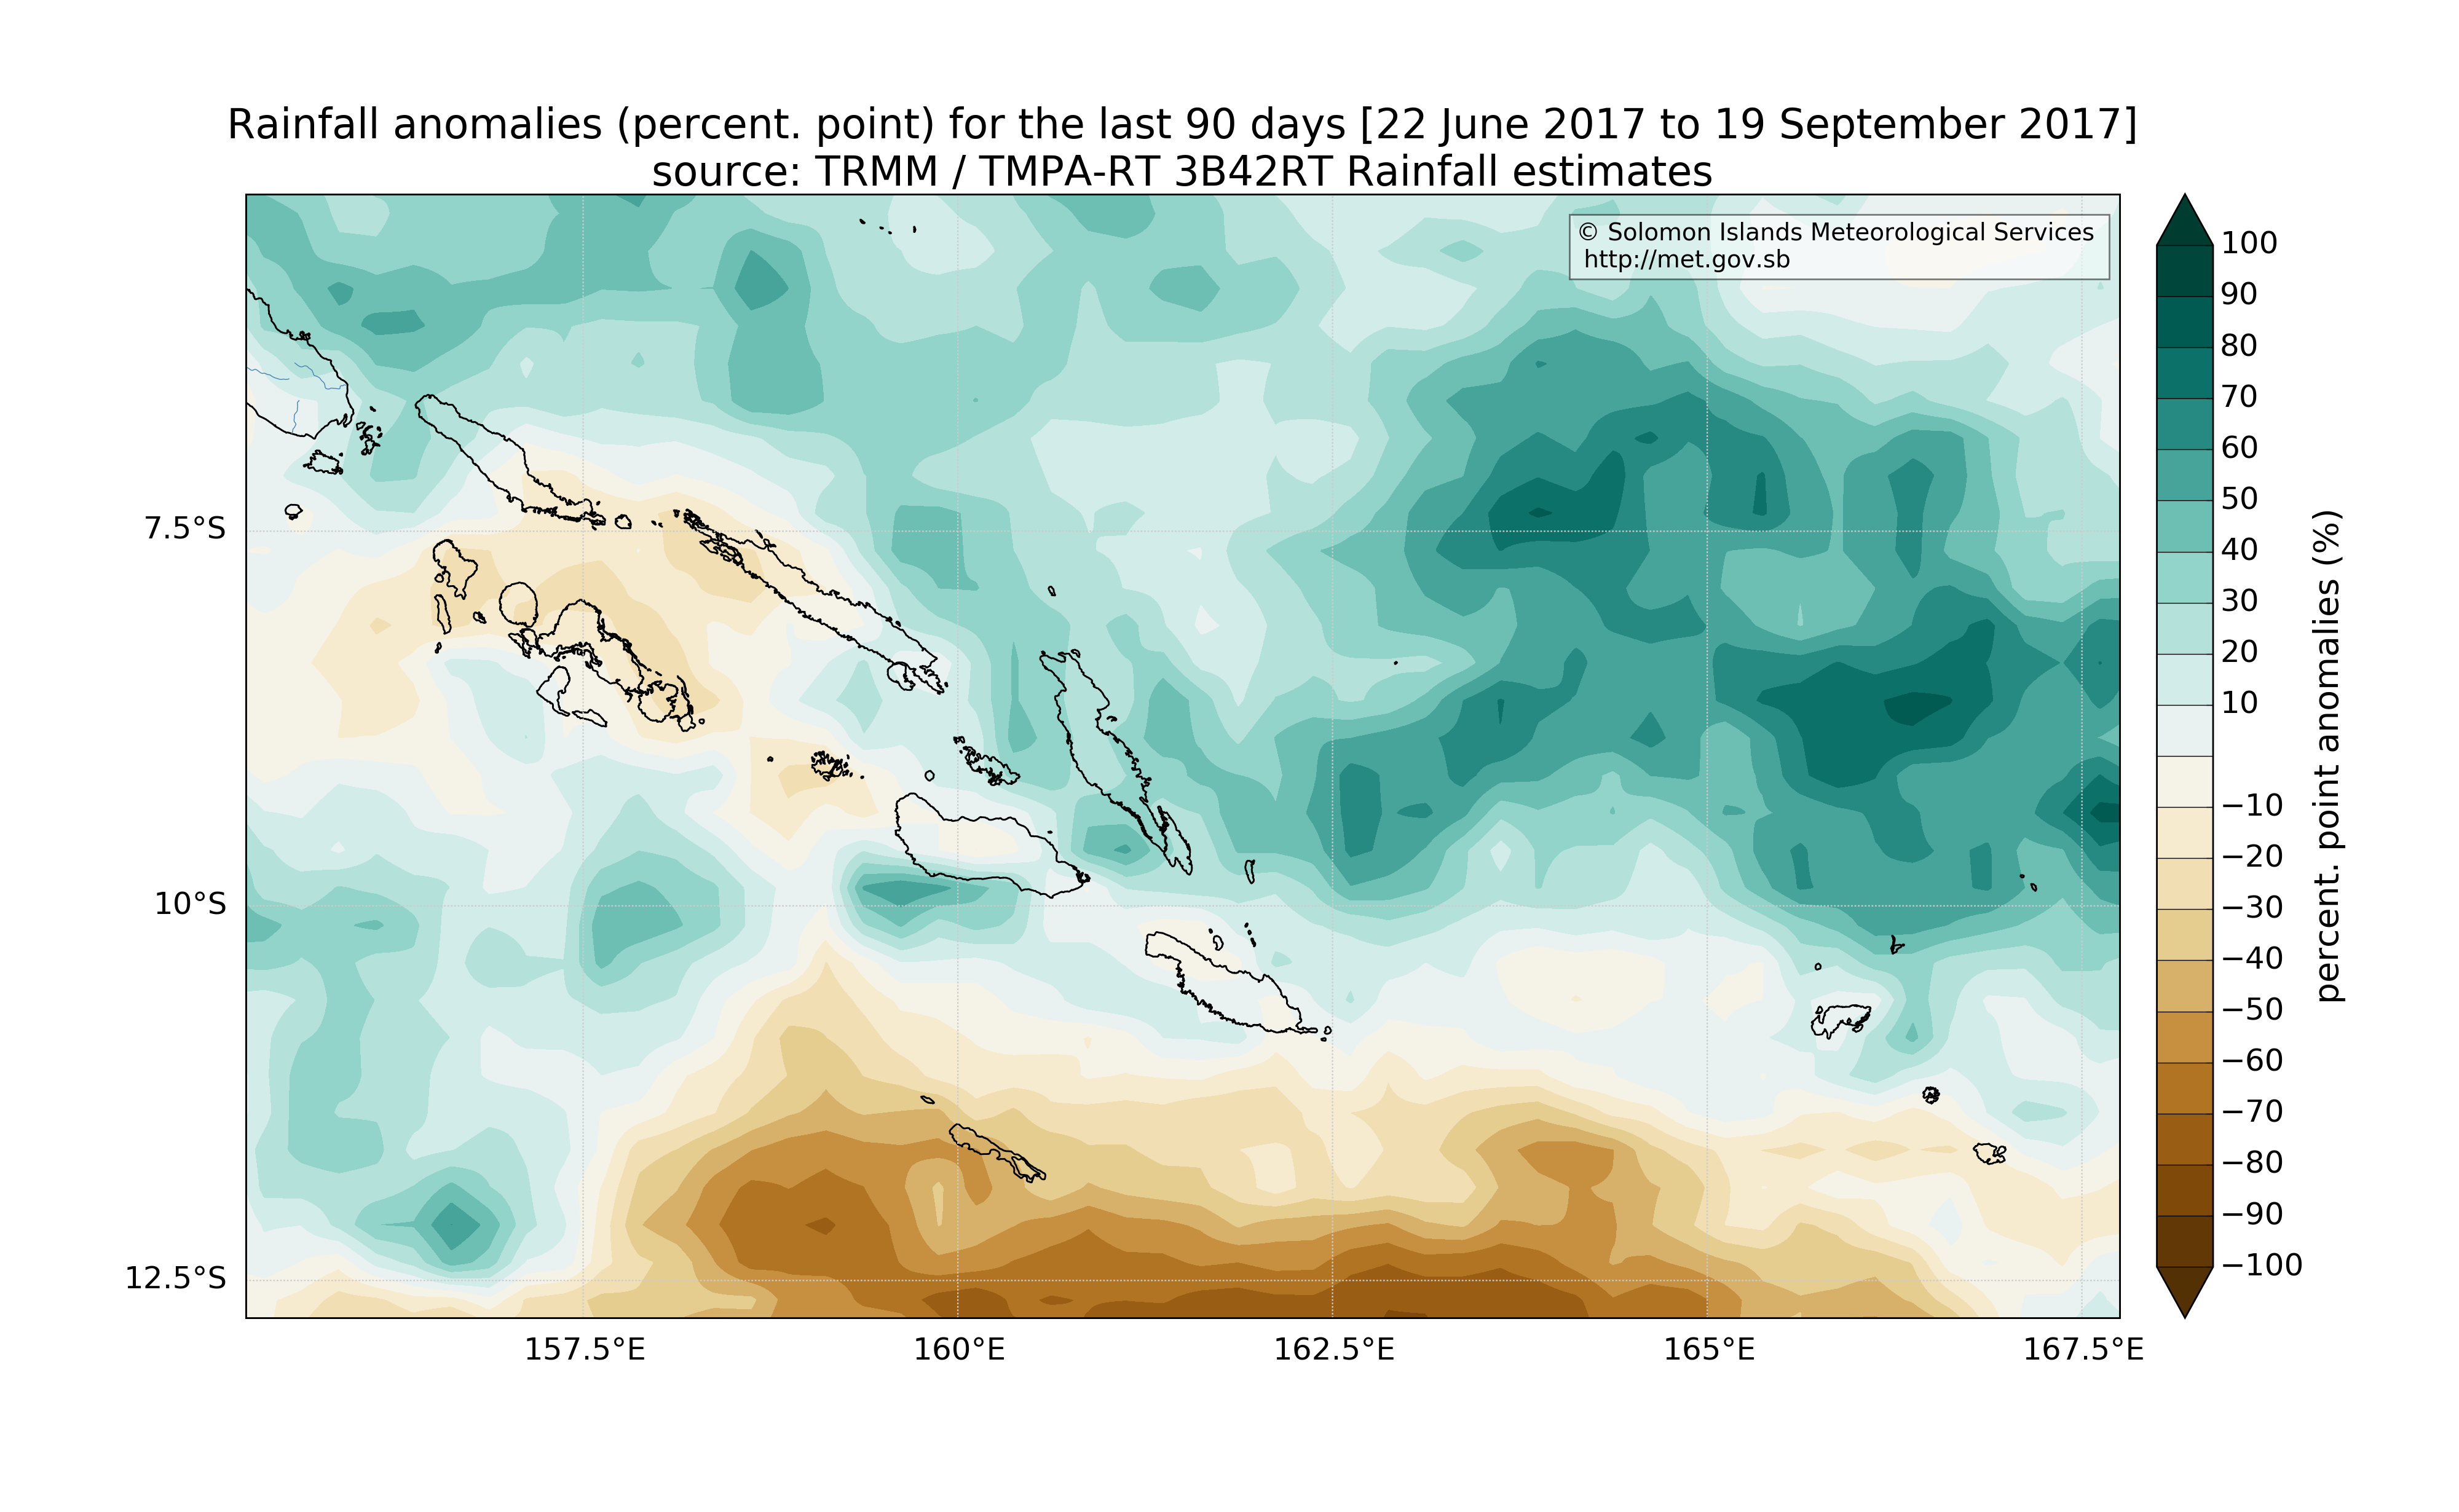 Rainfall anomalies (percent. point) for the last 90 days [22 June 2017 to 19 September 2017]
source: TRMM / TMPA-RT 3B42RT Rainfall estimates
© Solomon Islands Meteorological Services
http://met.gov.sb
7.5°S
10°S
12.5°S
157.5°E
160°E
162.5°E
165°E
167.5°E
100
90
80
70
60
50
40
30
20
10
−10
−20
−30
−40
−50
−60
−70
−80
−90
−100
percent. point anomalies (%)